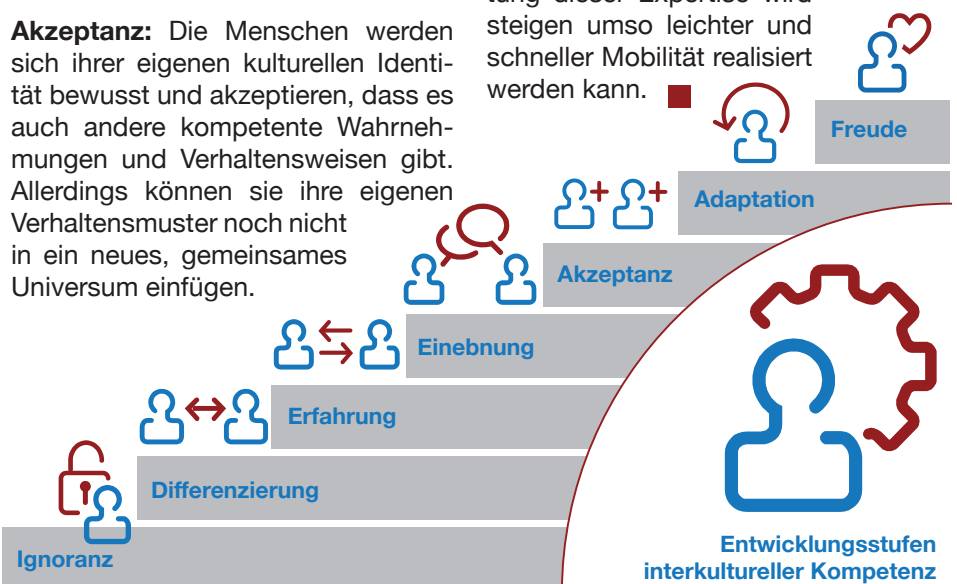 Akzeptanz: Die Menschen werden
sich ihrer eigenen kulturellen Identi-
tät bewusst und akzeptieren, dass es
auch andere kompetente Wahrneh-
mungen und Verhaltensweisen gibt.
Allerdings können sie ihre eigenen
Verhaltensmuster noch nicht
in ein neues, gemeinsames
Universum einfügen.
tung dieser Expertise wird
steigen umso leichter und
schneller Mobilität realisiert
werden kann.
Freude
Adaptation
Akzeptanz
Einebnung
Erfahrung
Differenzierung
Ignoranz
Entwicklungsstufen
interkultureller Kompetenz